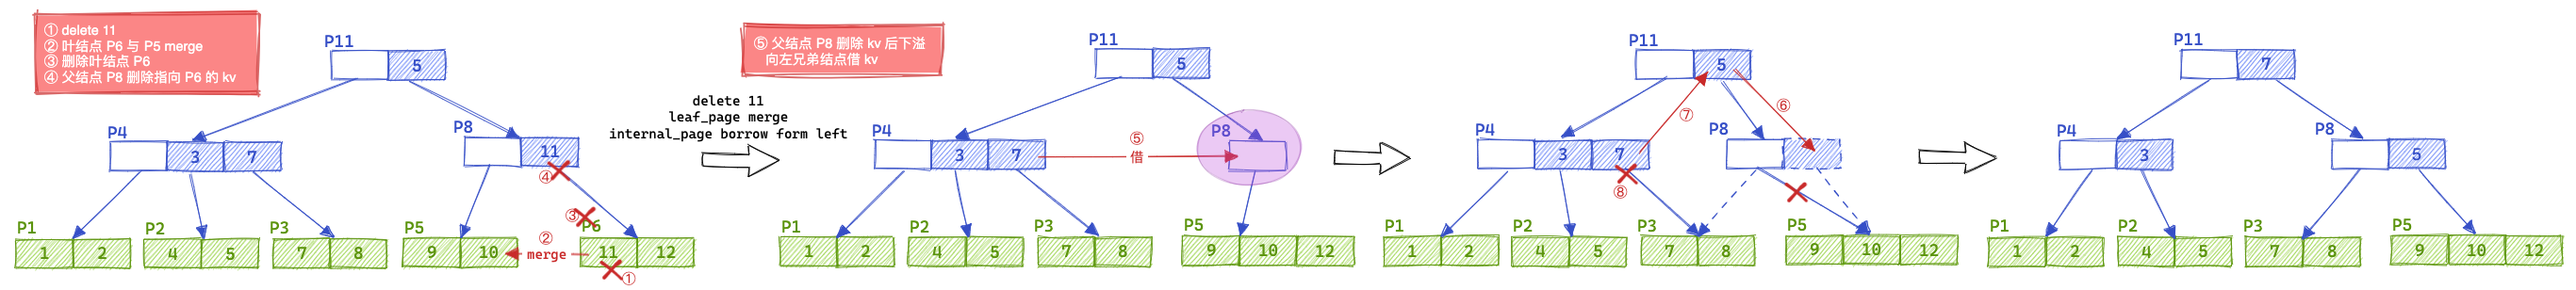 ① delete 11
② 叶结点 P6 与 P5 merge
③ 删除叶结点 P6
④ 父结点 P8 删除指向 P6 的 kv
P11
5
P4
3 7
P8
11
④
③
P1
1 2
P2
4 5
P3
7 8
P5
9 10
②
merge
P6
11 12
①
delete 11
leaf_page merge
internal_page borrow form left
⑤ 父结点 P8 删除 kv 后下溢
向左兄弟结点借 kv
P11
5
P4
3 7
⑤
借
P8
P1
1 2
P2
4 5
P3
7 8
P5
9 10 12
P11
5
⑦
⑥
P4
3 7
⑧
P8
P1
1 2
P2
4 5
P3
7 8
P5
9 10 12
P11
7
P4
3
P8
5
P1
1 2
P2
4 5
P3
7 8
P5
9 10 12